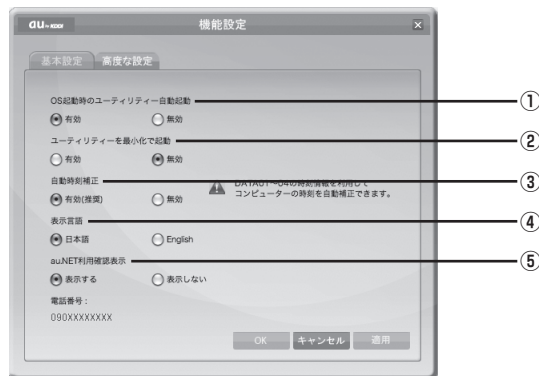 au by KDDI 機能設定
基本設定 高度な設定
OS起動時のユーティリティー自動起動 ①
有効 無効
ユーティリティーを最小化で起動 ②
有効 無効
自動時刻補正 ③
DATA01~04の時刻情報を利用して
有効(推奨) 無効 コンピューターの時刻を自動補正できます。
表示言語 ④
日本語 English
au.NET利用確認表示 ⑤
表示する 表示しない
電話番号:
090XXXXXXXX
OK キャンセル 適用